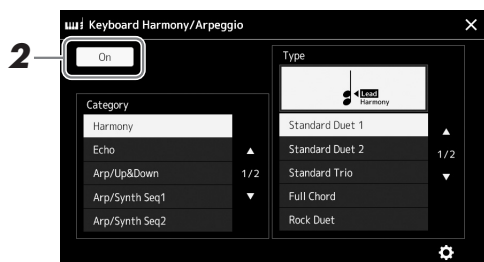 Keyboard Harmony/Arpeggio
2
On
Type
Lead
Harmony
Category
Harmony
Echo
Arp/Up&Down
Arp/Synth Seq1
Arp/Synth Seq2
1/2
Standard Duet 1
Standard Duet 2
Standard Trio
Full Chord
Rock Duet
1/2